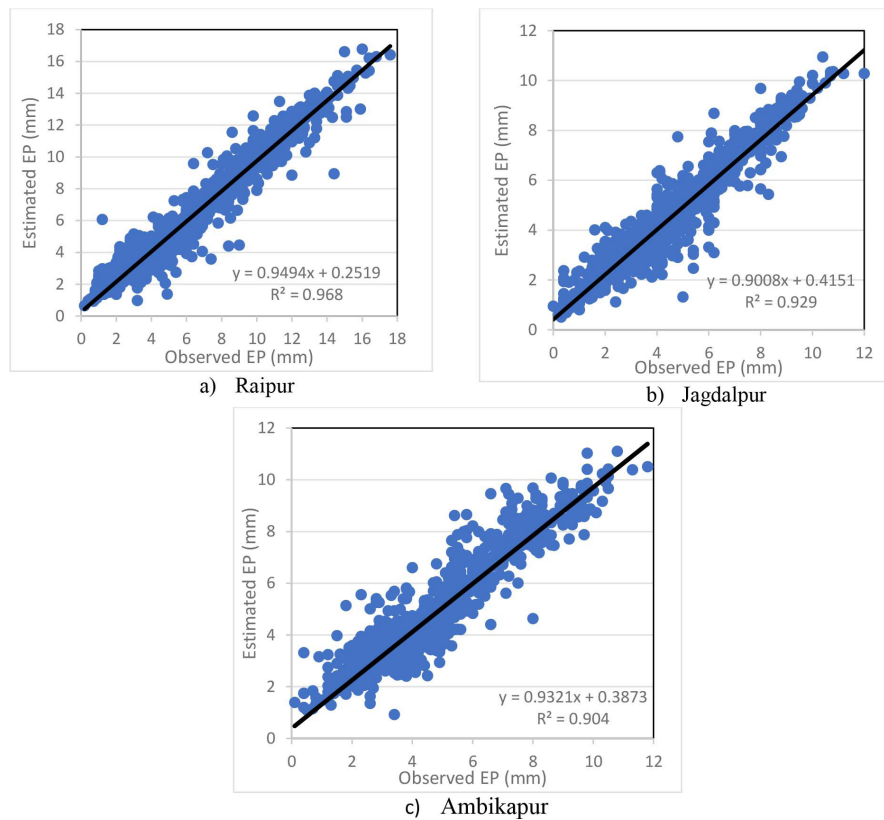 18
16
14
12
10
8
6
4
2
0
Estimated EP (mm)
y = 0.9494x + 0.2519
R² = 0.968
0 2 4 6 8 10 12 14 16 18
Observed EP (mm)
a) Raipur
12
10
8
6
4
2
0
Estimated EP (mm)
y = 0.9008x + 0.4151
R² = 0.929
0 2 4 6 8 10 12
Observed EP (mm)
b) Jagdalpur
12
10
8
6
4
2
0
Estimated EP (mm)
y = 0.9321x + 0.3873
R² = 0.904
0 2 4 6 8 10 12
Observed EP (mm)
c) Ambikapur